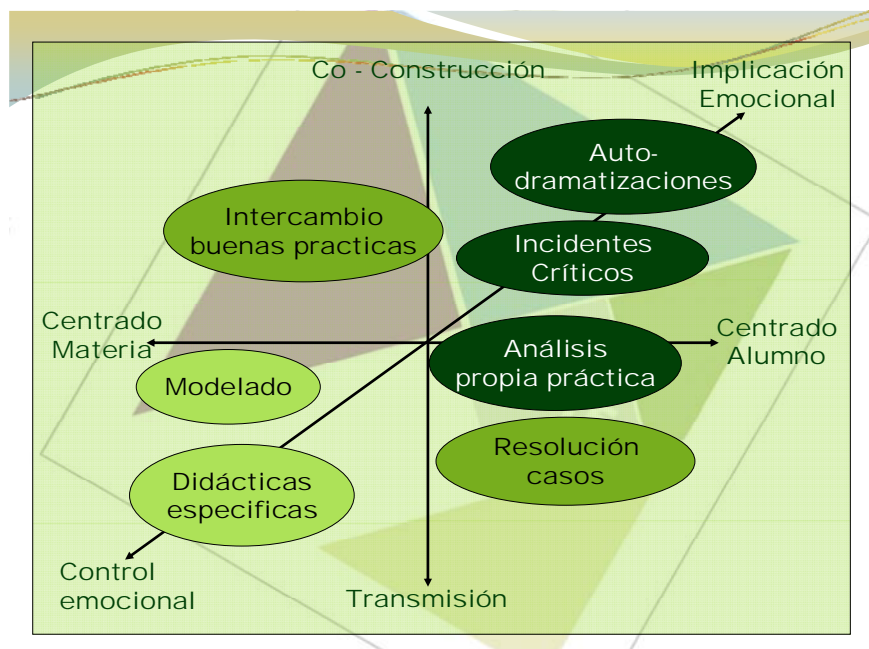 Co - Construcción
Implicación
Emocional
Auto-
dramatizaciones
Intercambio
buenas practicas
Incidentes
Críticos
Centrado
Materia
Centrado
Alumno
Análisis
propia práctica
Modelado
Resolución
casos
Didácticas
especificas
Control
emocional
Transmisión